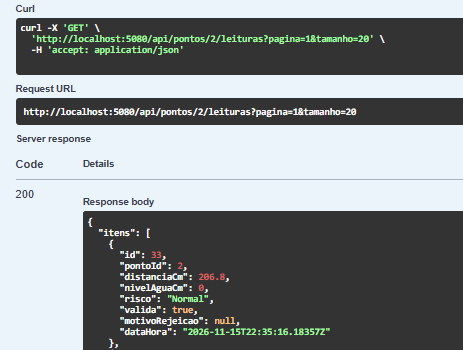 Curl
curl -X 'GET' \
  'http://localhost:5080/api/pontos/2/leituras?pagina=1&tamanho=20' \
  -H 'accept: application/json'
Request URL
http://localhost:5080/api/pontos/2/leituras?pagina=1&tamanho=20
Server response
Code Details
200
Response body
{
  "itens": [
    {
      "id": 33,
      "pontoId": 2,
      "distanciaCm": 206.8,
      "nivelAguaCm": 0,
      "risco": "Normal",
      "valida": true,
      "motivoRejeicao": null,
      "dataHora": "2026-11-15T22:35:16.18357Z"
    },